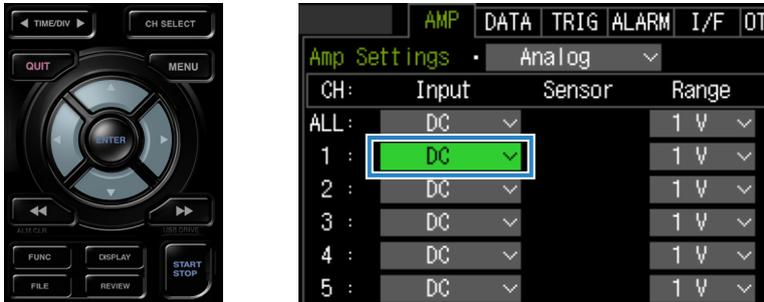 TIME/DIV
CH SELECT
QUIT
MENU
ENTER
ALM CLR
USB DRIVE
FUNC
DISPLAY
START
STOP
FILE
REVIEW
AMP DATA TRIG ALARM I/F OT
Amp Settings · Analog
CH: Input Sensor Range
ALL: DC 1 V
1 : DC 1 V
2 : DC 1 V
3 : DC 1 V
4 : DC 1 V
5 : DC 1 V